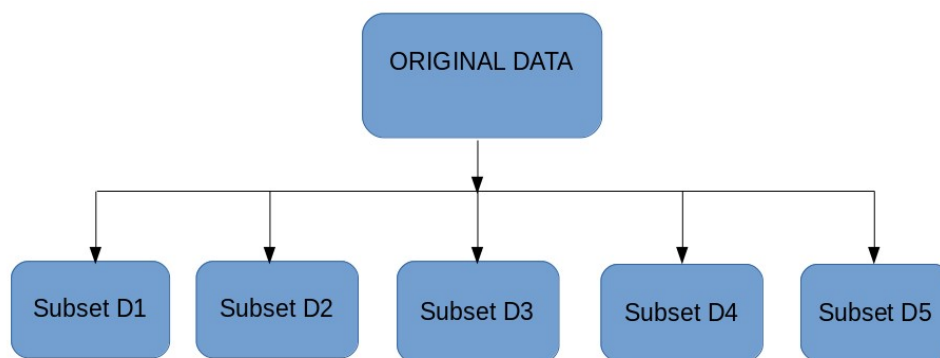 ORIGINAL DATA
Subset D1
Subset D2
Subset D3
Subset D4
Subset D5